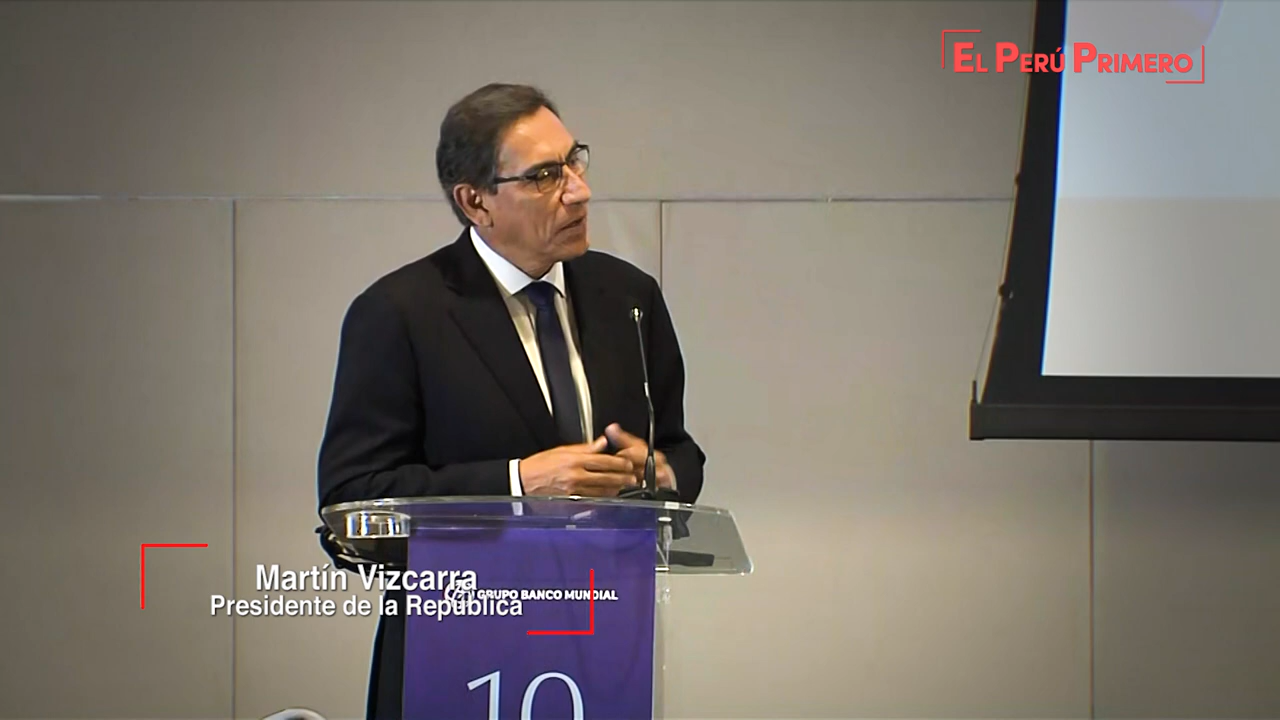 EL PERÚ PRIMERO
Martín Vizcarra
Presidente de la República
GRUPO BANCO MUNDIAL
10